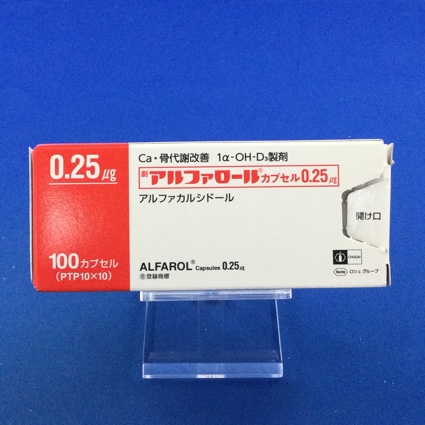 0.25μg
100カプセル
(PTP10×10)
Ca・骨代謝改善 1α-OH-D₃製剤
劇 アルファロール®カプセル0.25μg
アルファカルシドール
ALFAROL® Capsules 0.25μg
®登録商標
開け口
CHUGAI
Roche ロシュ グループ